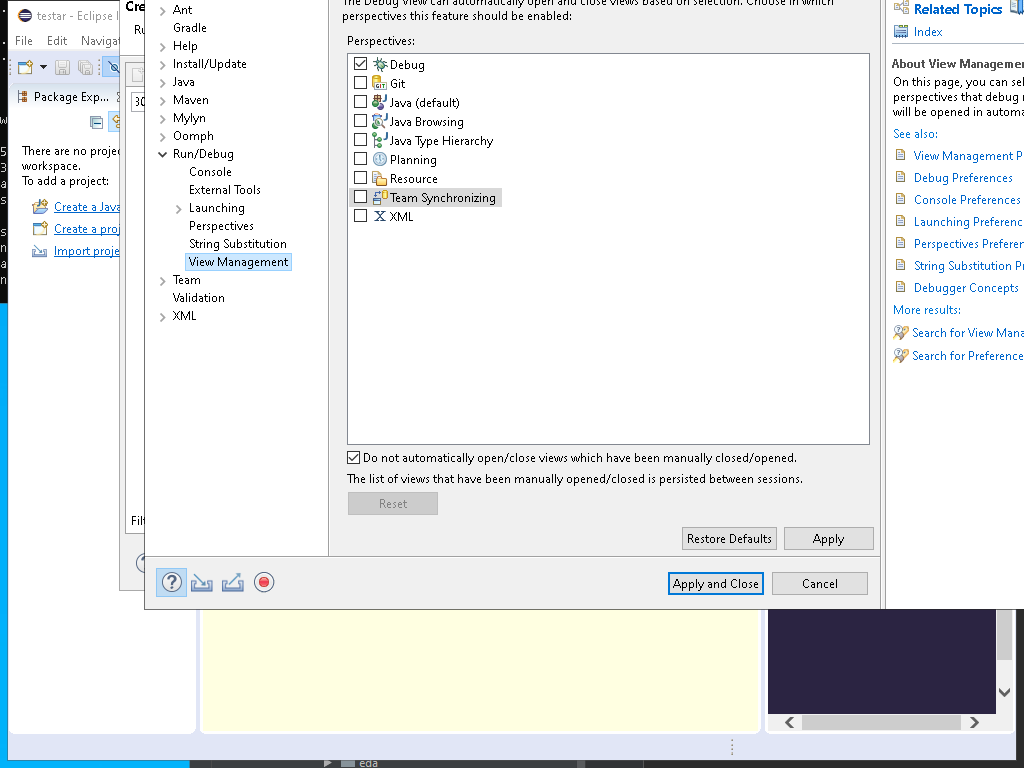 testar - Eclipse I
File Edit Navigat
Package Exp...
There are no projec
workspace.
To add a project:
Create a Java
Create a proj
Import proje
Cre
Ru
30
Filt
Ant
Gradle
Help
Install/Update
Java
Maven
Mylyn
Oomph
Run/Debug
Console
External Tools
Launching
Perspectives
String Substitution
View Management
Team
Validation
XML
The Debug View can automatically open and close views based on selection. Choose in which
perspectives this feature should be enabled:
Perspectives:
Debug
Git
Java (default)
Java Browsing
Java Type Hierarchy
Planning
Resource
Team Synchronizing
XML
Do not automatically open/close views which have been manually closed/opened.
The list of views that have been manually opened/closed is persisted between sessions.
Reset
Restore Defaults
Apply
Apply and Close
Cancel
Related Topics
Index
About View Managemen
On this page, you can sel
perspectives that debug
will be opened in automa
See also:
View Management P
Debug Preferences
Console Preferences
Launching Preferenc
Perspectives Preferen
String Substitution Pr
Debugger Concepts
More results:
Search for View Mana
Search for Preference
eda